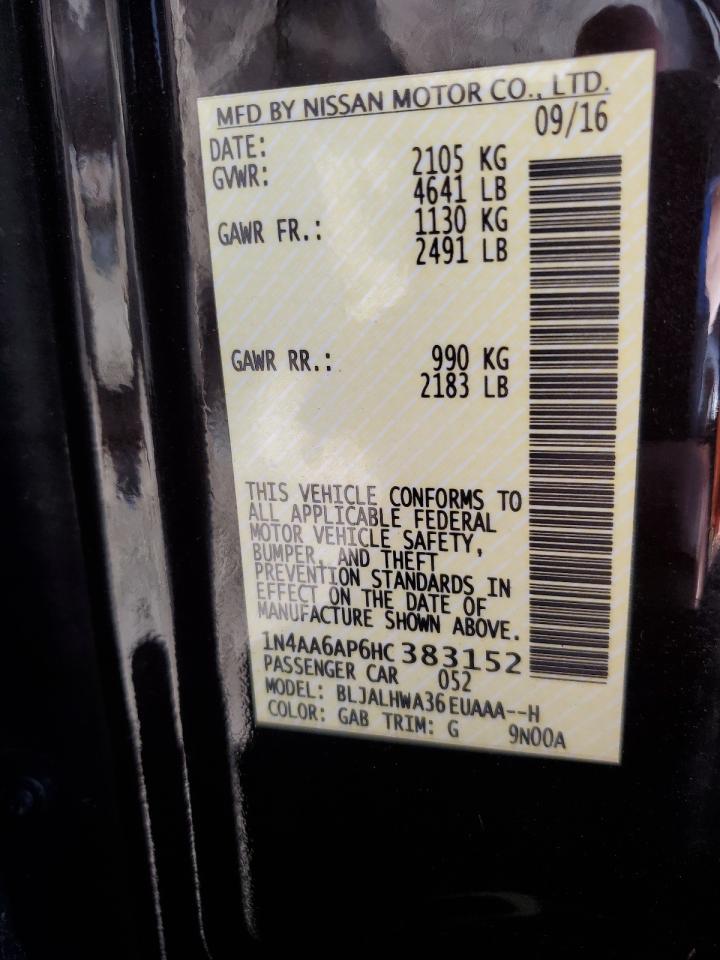 MFD BY NISSAN MOTOR CO., LTD.
DATE: 09/16
GVWR: 2105 KG
4641 LB
GAWR FR.: 1130 KG
2491 LB
GAWR RR.: 990 KG
2183 LB
THIS VEHICLE CONFORMS TO
ALL APPLICABLE FEDERAL
MOTOR VEHICLE SAFETY,
BUMPER, AND THEFT
PREVENTION STANDARDS IN
EFFECT ON THE DATE OF
MANUFACTURE SHOWN ABOVE.
1N4AA6AP6HC 383152
PASSENGER CAR 052
MODEL: BLJALHWA36EUAAA--H
COLOR: GAB TRIM: G 9N00A